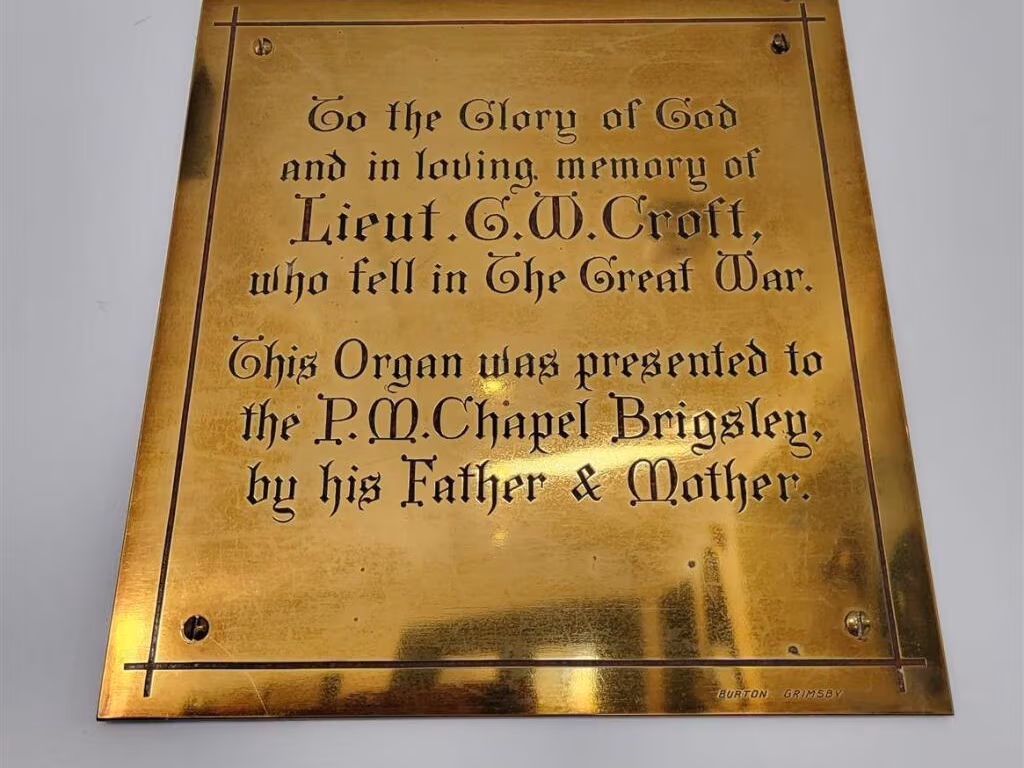 To the Glory of God
and in loving memory of
Lieut. G.W. Croft,
who fell in The Great War.
This Organ was presented to
the P.M. Chapel Brigsley,
by his Father & Mother.
BURTON GRIMSBY